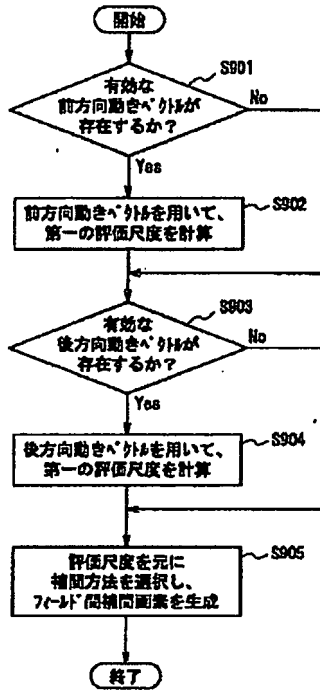 開始
S901
有効な
前方向動きベクトルが
存在するか？
No
Yes
S902
前方向動きベクトルを用いて、
第一の評価尺度を計算
S903
有効な
後方向動きベクトルが
存在するか？
No
Yes
S904
後方向動きベクトルを用いて、
第一の評価尺度を計算
S905
評価尺度を元に
補間方法を選択し、
フィールド間補間画素を生成
終了